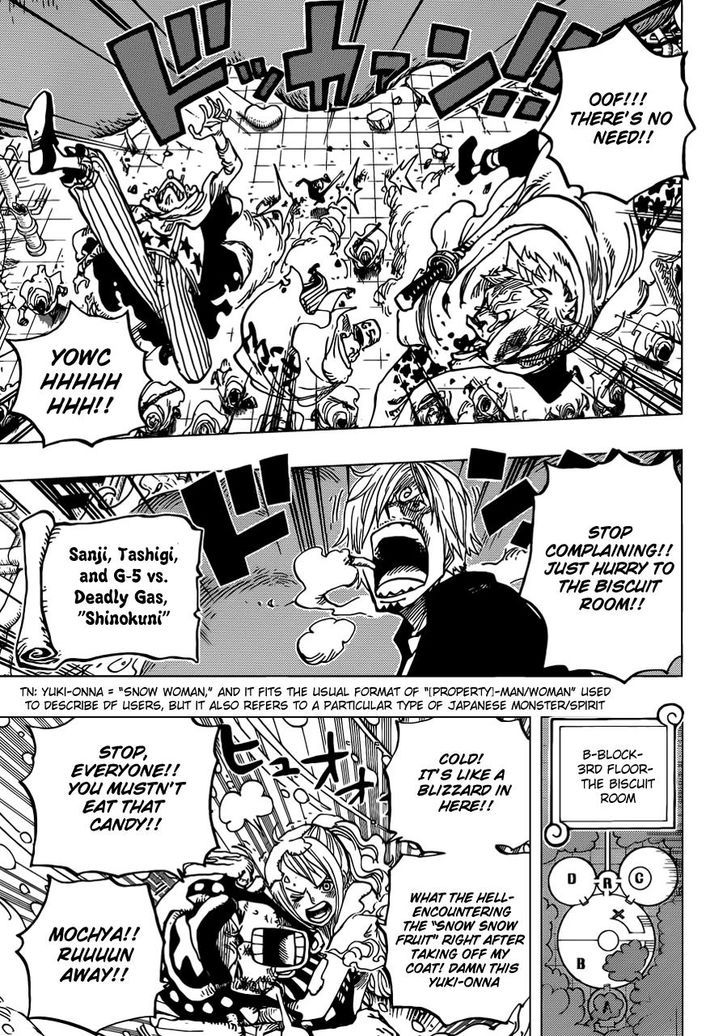 ドッカァン!!
OOF!!!
THERE'S NO
NEED!!
YOWC
HHHHH
HHH!!
ドン
STOP
COMPLAINING!!
JUST HURRY TO
THE BISCUIT
ROOM!!
Sanji, Tashigi,
and G-5 vs.
Deadly Gas,
"Shinokuni"
TN: YUKI-ONNA = "SNOW WOMAN," AND IT FITS THE USUAL FORMAT OF "[PROPERTY]-MAN/WOMAN" USED
TO DESCRIBE DF USERS, BUT IT ALSO REFERS TO A PARTICULAR TYPE OF JAPANESE MONSTER/SPIRIT
B-BLOCK-
3RD FLOOR-
THE BISCUIT
ROOM
D R C
B
A
ヒュオオ
COLD!
IT'S LIKE A
BLIZZARD IN
HERE!!
WHAT THE HELL-
ENCOUNTERING
THE "SNOW SNOW
FRUIT" RIGHT AFTER
TAKING OFF MY
COAT! DAMN THIS
YUKI-ONNA
STOP,
EVERYONE!!
YOU MUSTN'T
EAT THAT
CANDY!!
MOCHYA!!
RUUUUN
AWAY!!